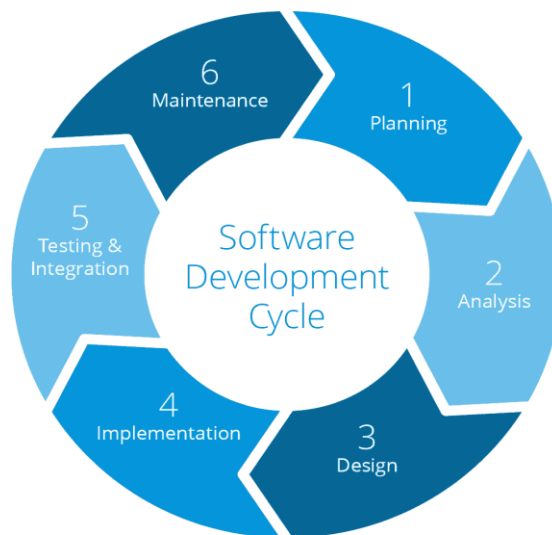 Software
Development
Cycle
1
Planning
2
Analysis
3
Design
4
Implementation
5
Testing &
Integration
6
Maintenance